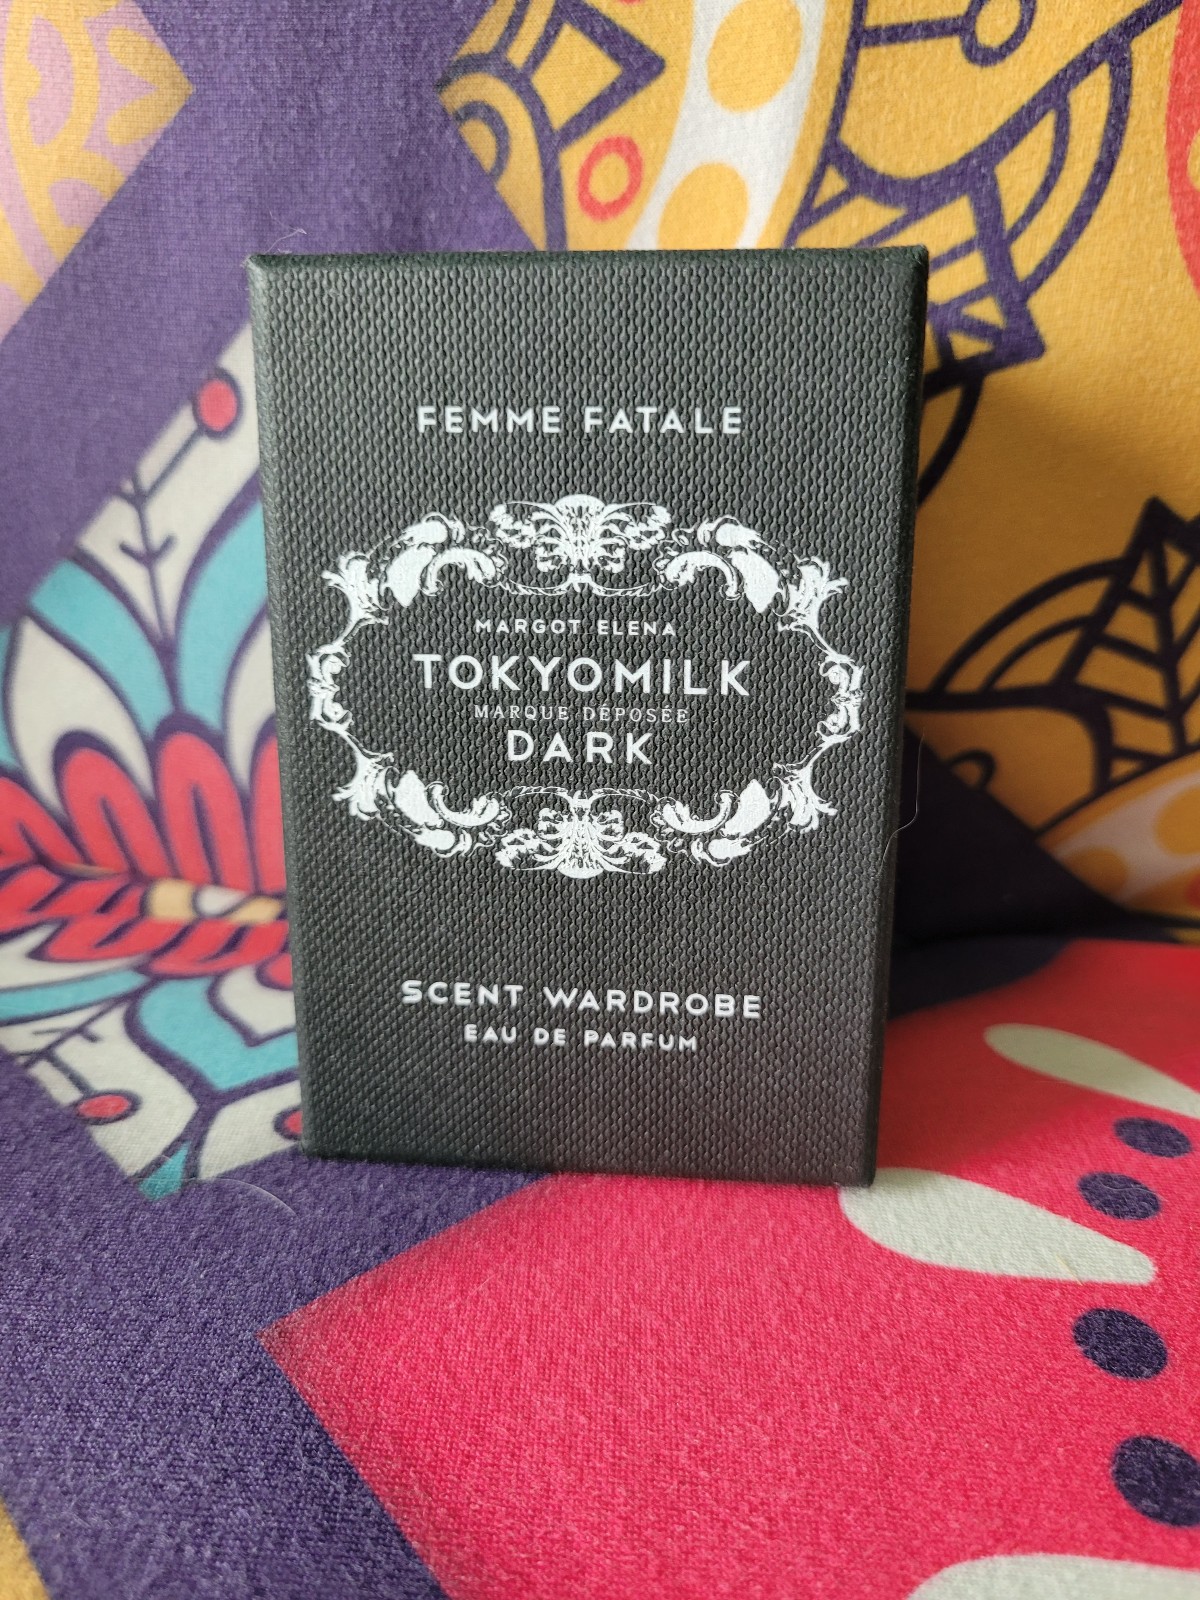 FEMME FATALE
MARGOT ELENA
TOKYOMILK
MARQUE DÉPOSÉE
DARK
SCENT WARDROBE
EAU DE PARFUM